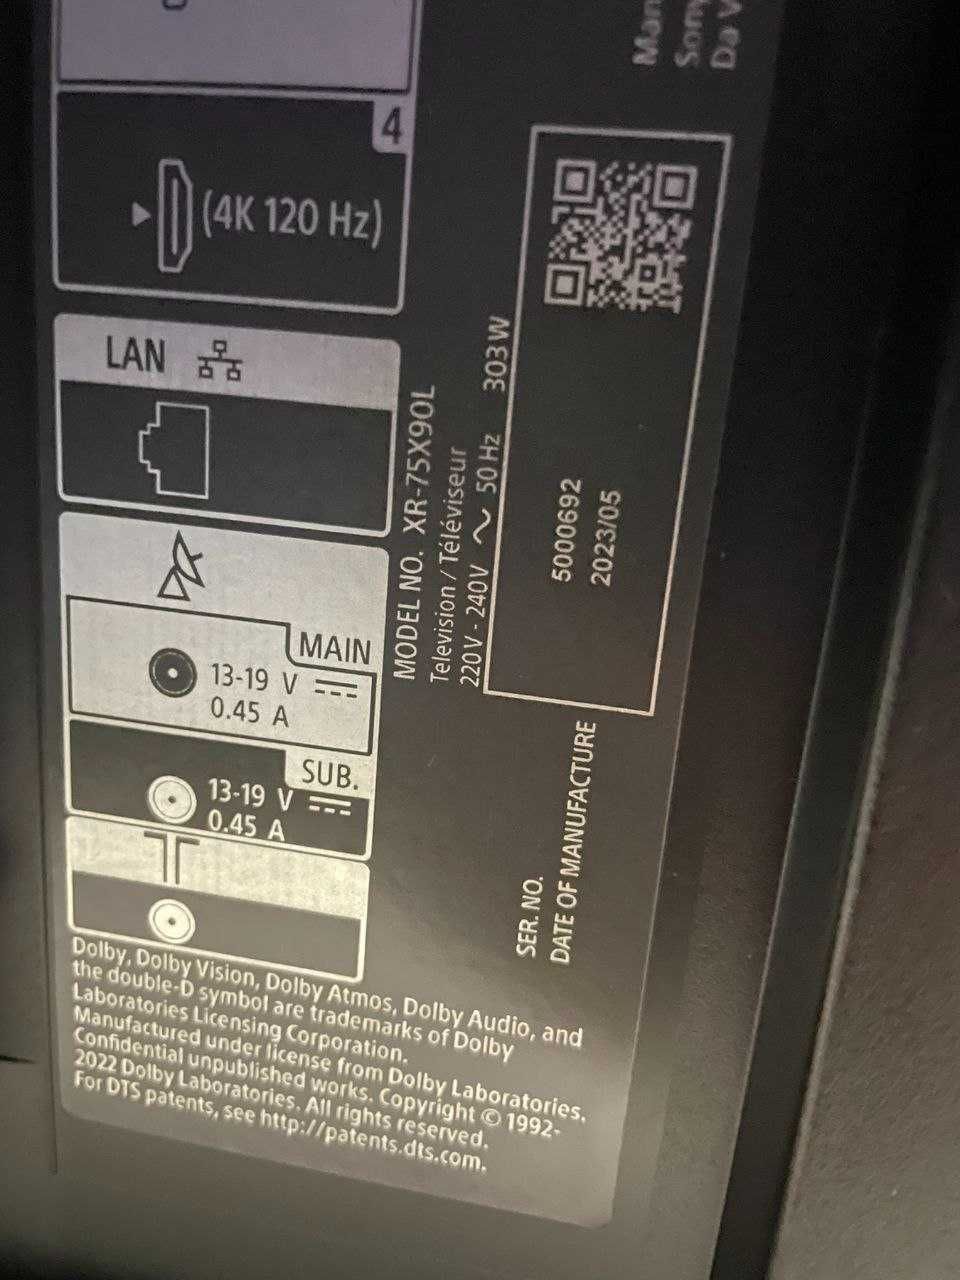 4
(4K 120 Hz)
LAN
MAIN
13-19 V
0.45 A
SUB.
13-19 V
0.45 A
MODEL NO. XR-75X90L
Television / Téléviseur
220V - 240V ~ 50 Hz 303W
SER. NO. 5000692
DATE OF MANUFACTURE 2023/05
Dolby, Dolby Vision, Dolby Atmos, Dolby Audio, and
the double-D symbol are trademarks of Dolby
Laboratories Licensing Corporation.
Manufactured under license from Dolby Laboratories.
Confidential unpublished works. Copyright © 1992-
2022 Dolby Laboratories. All rights reserved.
For DTS patents, see http://patents.dts.com.